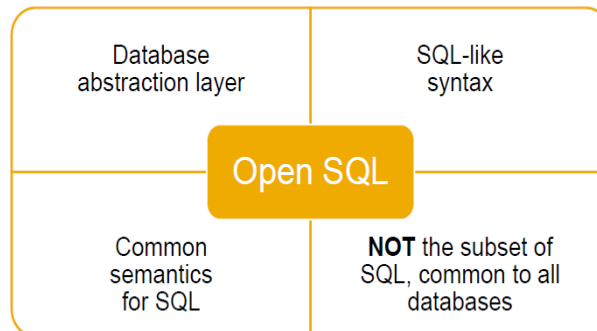 Database
abstraction layer
SQL-like
syntax
Open SQL
Common
semantics
for SQL
NOT the subset of
SQL, common to all
databases